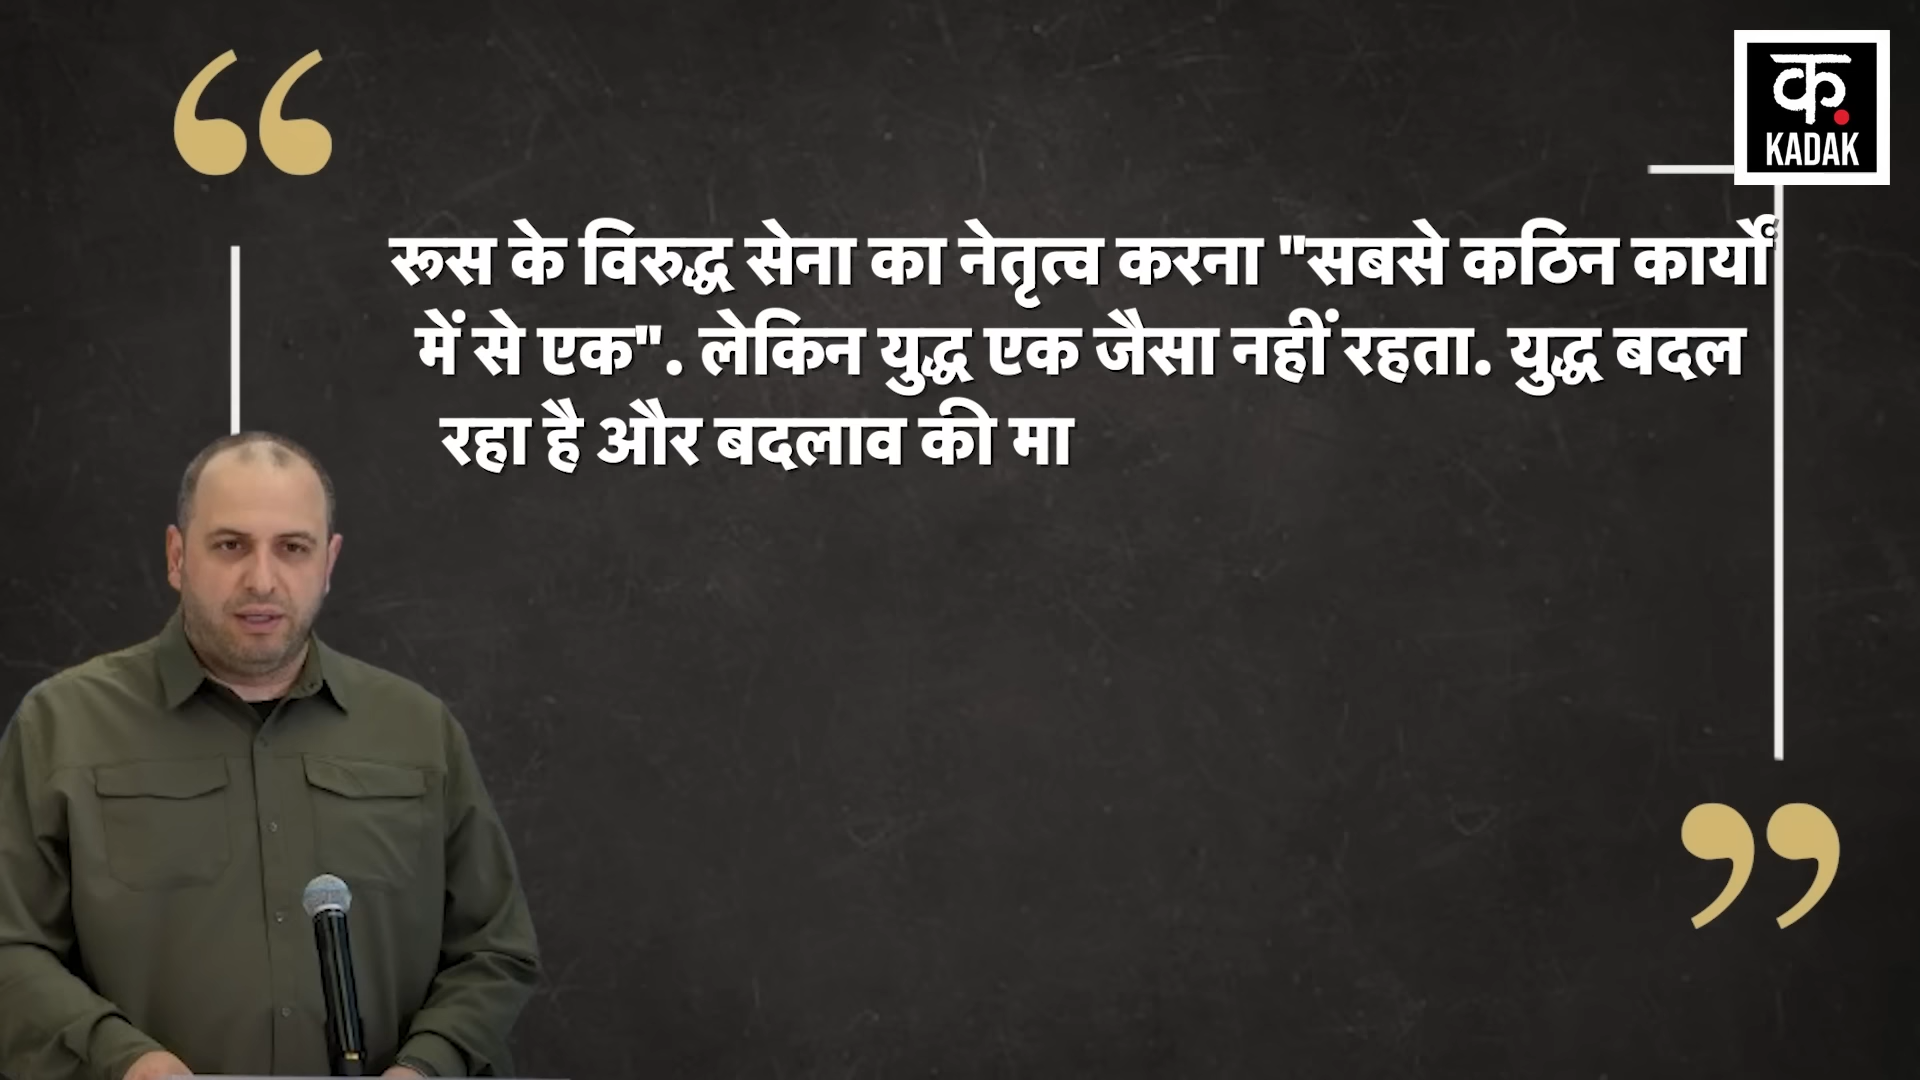 क.
KADAK
रूस के विरुद्ध सेना का नेतृत्व करना "सबसे कठिन कार्यों
में से एक". लेकिन युद्ध एक जैसा नहीं रहता. युद्ध बदल
रहा है और बदलाव की मा